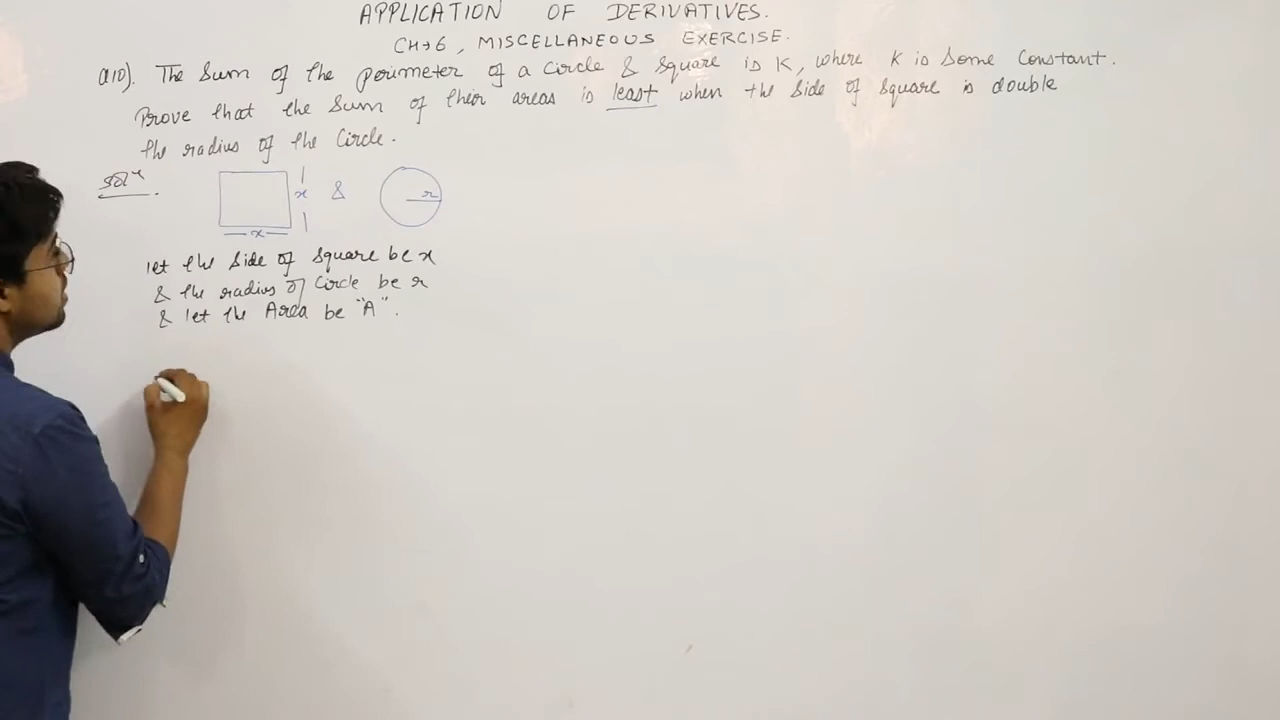 APPLICATION OF DERIVATIVES.
CH→6, MISCELLANEOUS EXERCISE.
Q10). The Sum of the perimeter of a Circle & Square is K, where K is Some Constant.
Prove that the Sum of their areas is least when the Side of Square is double
the radius of the Circle.
Solⁿ.
x & r
x
let the Side of Square be x
& the radius of Circle be r
& let the Area be "A".